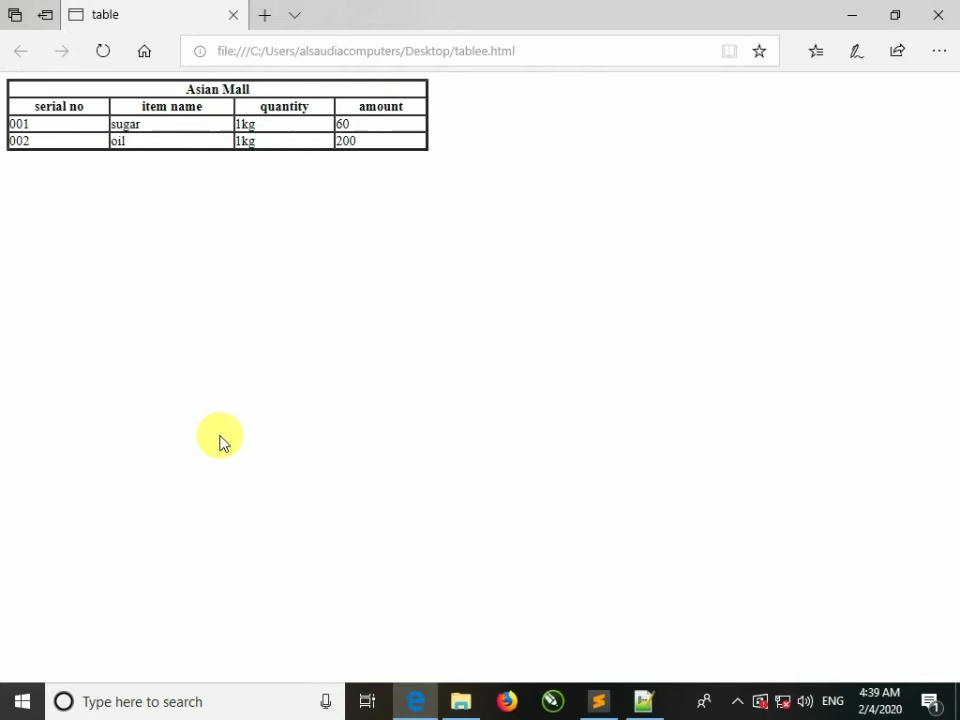 table
file:///C:/Users/alsaudiacomputers/Desktop/tablee.html
Asian Mall
serial no item name quantity amount
001 sugar 1kg 60
002 oil 1kg 200
Type here to search
ENG
4:39 AM
2/4/2020
1